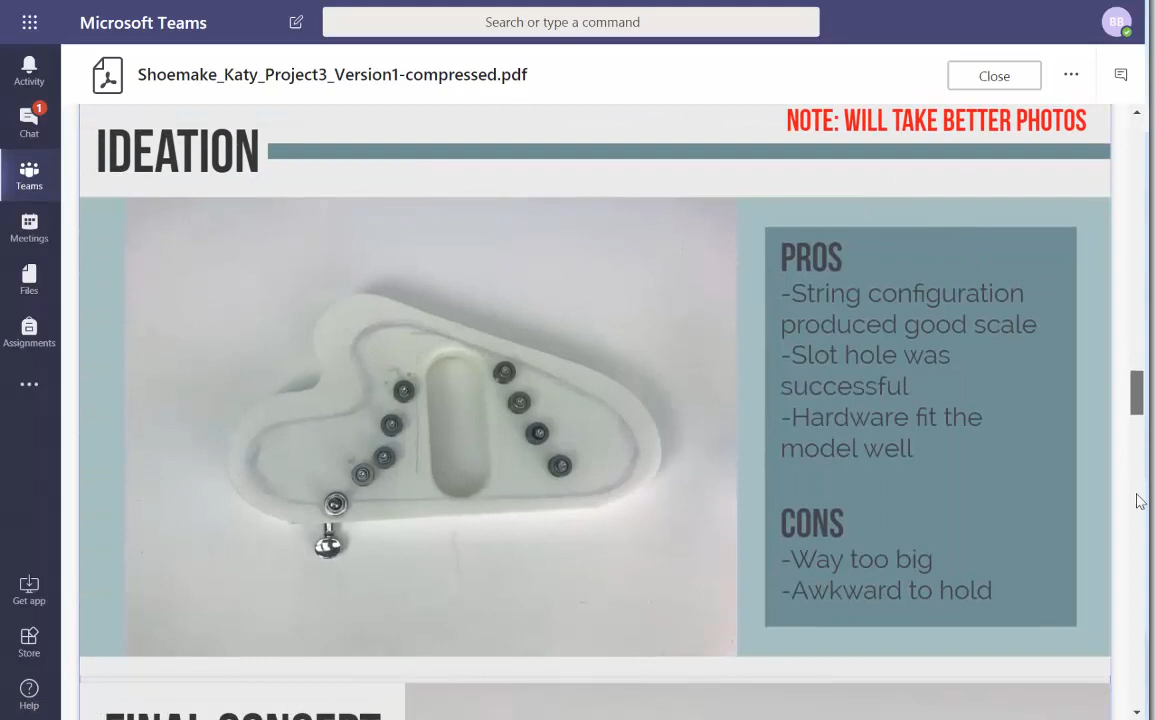 Microsoft Teams
Search or type a command
BB
Activity
Shoemake_Katy_Project3_Version1-compressed.pdf
Close
1
Chat
NOTE: WILL TAKE BETTER PHOTOS
IDEATION
Teams
Meetings
Files
Assignments
PROS
-String configuration
produced good scale
-Slot hole was
successful
-Hardware fit the
model well
CONS
-Way too big
-Awkward to hold
Get app
Store
Help
FINAL CONCEPT